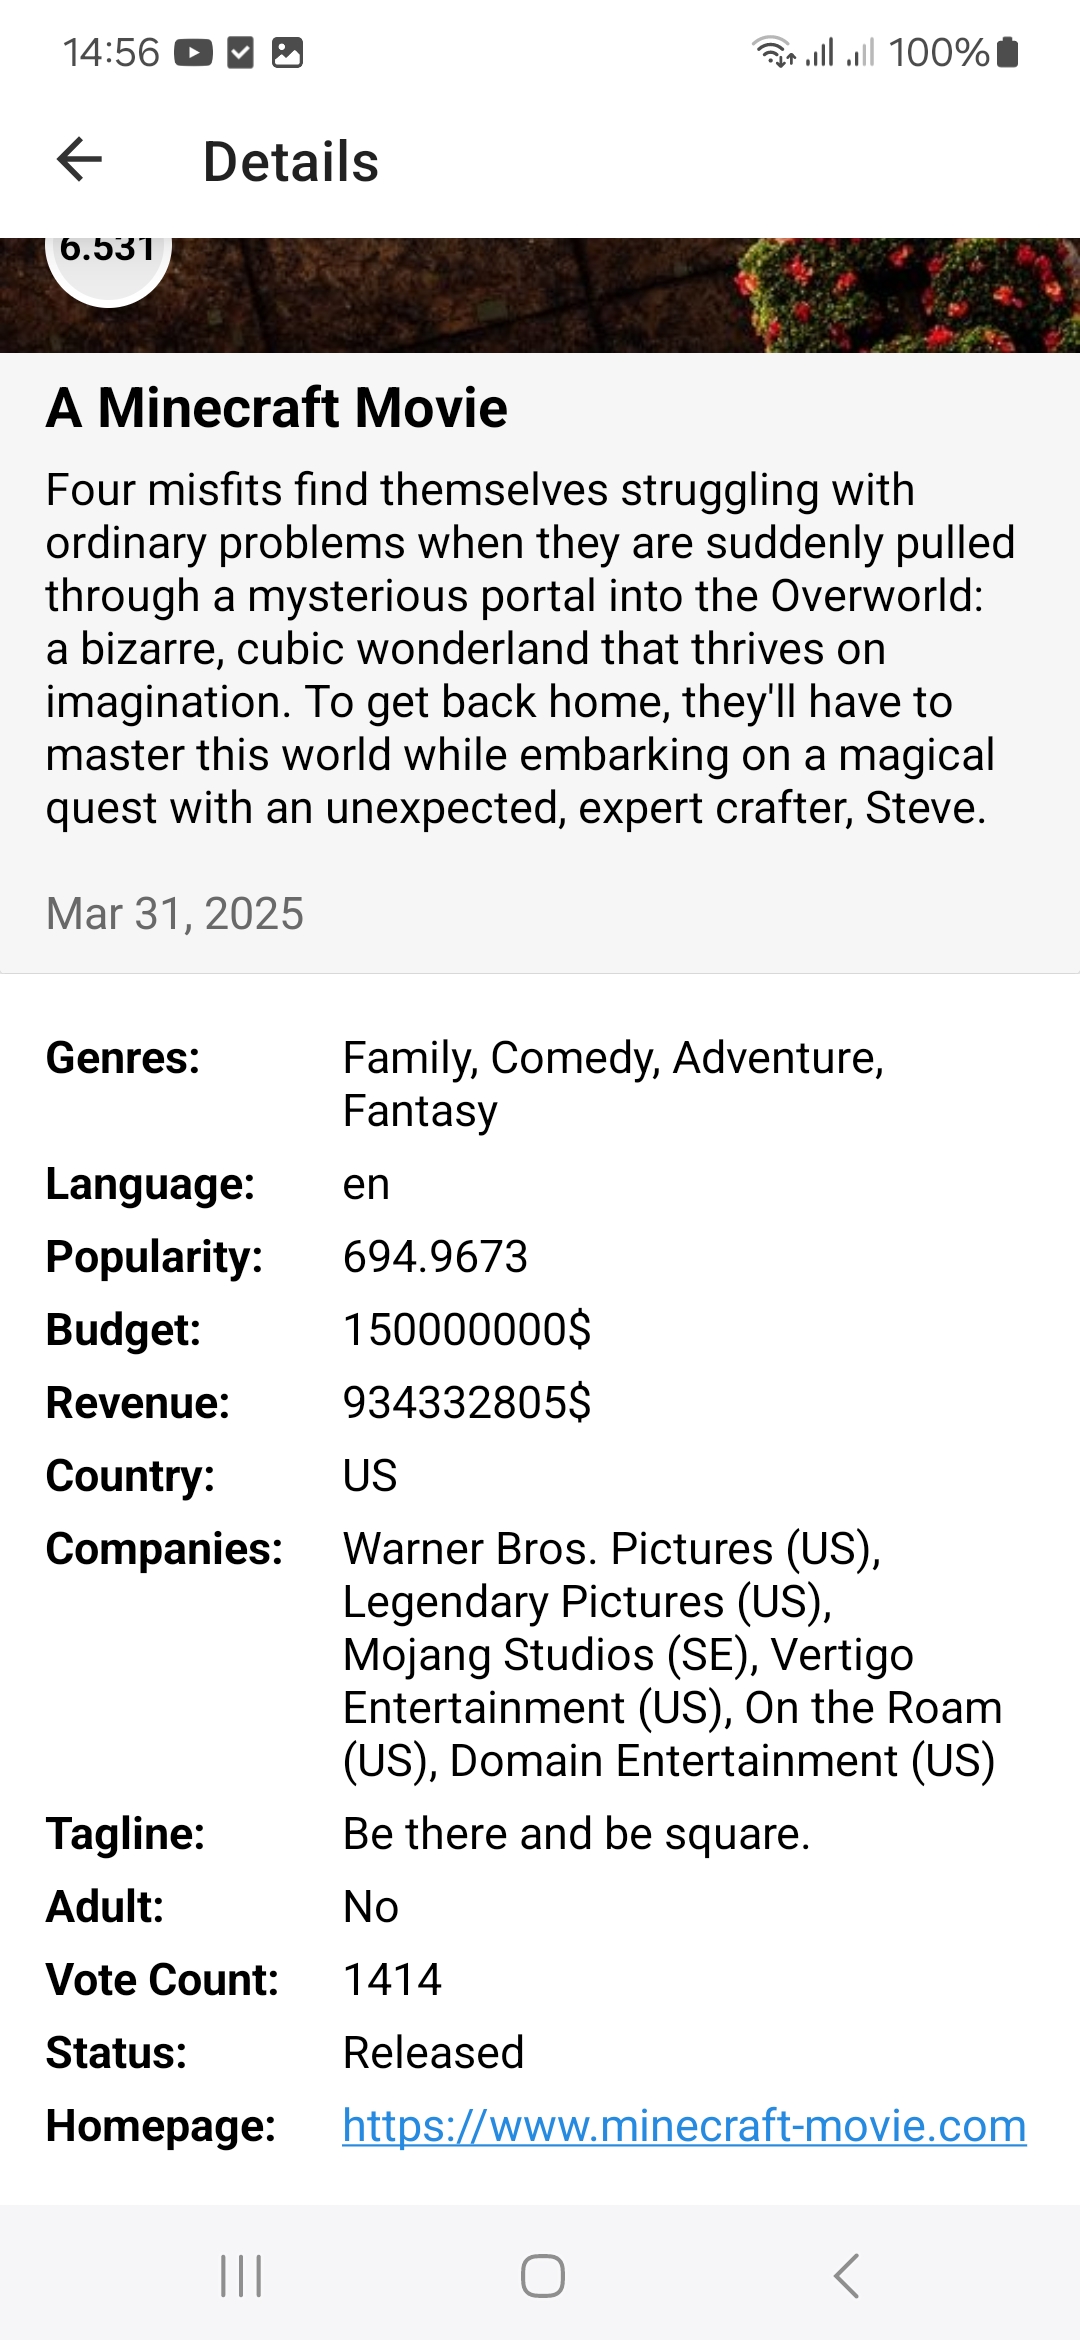 14:56
100%
Details
6.531
A Minecraft Movie
Four misfits find themselves struggling with
ordinary problems when they are suddenly pulled
through a mysterious portal into the Overworld:
a bizarre, cubic wonderland that thrives on
imagination. To get back home, they'll have to
master this world while embarking on a magical
quest with an unexpected, expert crafter, Steve.
Mar 31, 2025
Genres: Family, Comedy, Adventure,
Fantasy
Language: en
Popularity: 694.9673
Budget: 150000000$
Revenue: 934332805$
Country: US
Companies: Warner Bros. Pictures (US),
Legendary Pictures (US),
Mojang Studios (SE), Vertigo
Entertainment (US), On the Roam
(US), Domain Entertainment (US)
Tagline: Be there and be square.
Adult: No
Vote Count: 1414
Status: Released
Homepage: https://www.minecraft-movie.com